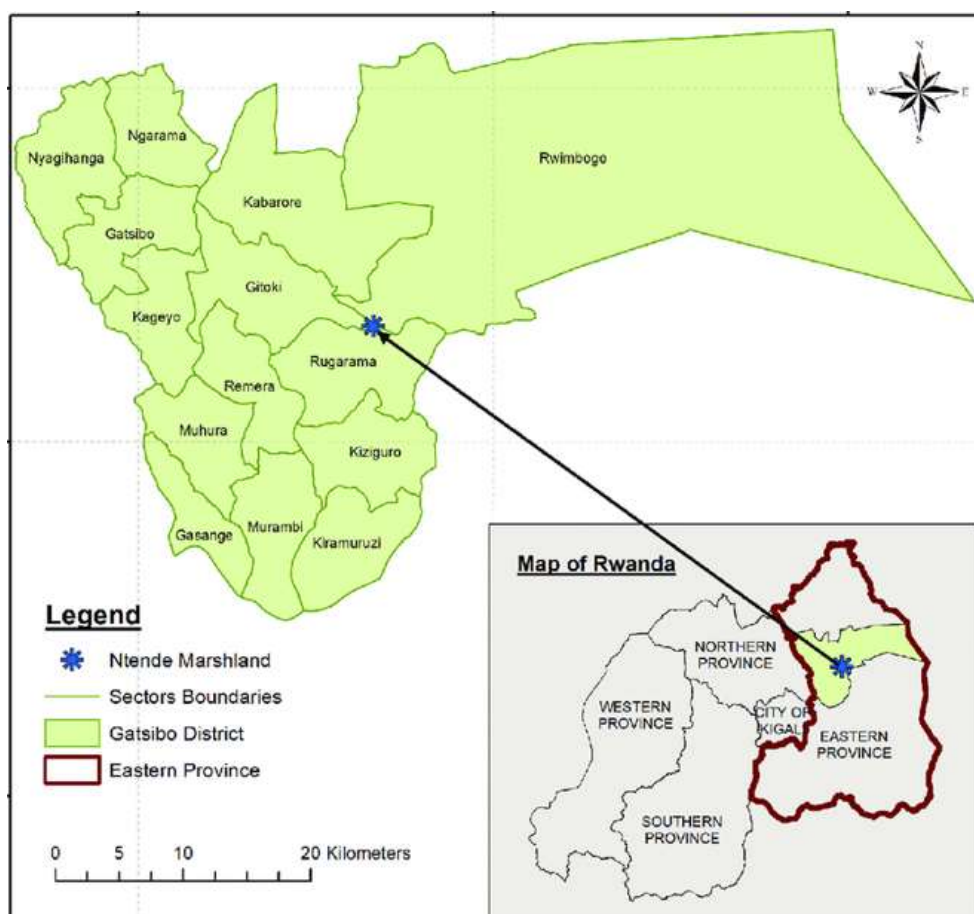 N
W
E
S
Ngarama
Nyagihanga
Rwimbogo
Kabarore
Gatsibo
Gitoki
Kageyo
Rugarama
Remera
Muhura
Kiziguro
Murambi
Gasange
Kiramuruzi
Legend
Ntende Marshland
Sectors Boundaries
Gatsibo District
Eastern Province
0 5 10 20 Kilometers
Map of Rwanda
NORTHERN
PROVINCE
WESTERN
PROVINCE
CITY OF
KIGAL
EASTERN
PROVINCE
SOUTHERN
PROVINCE